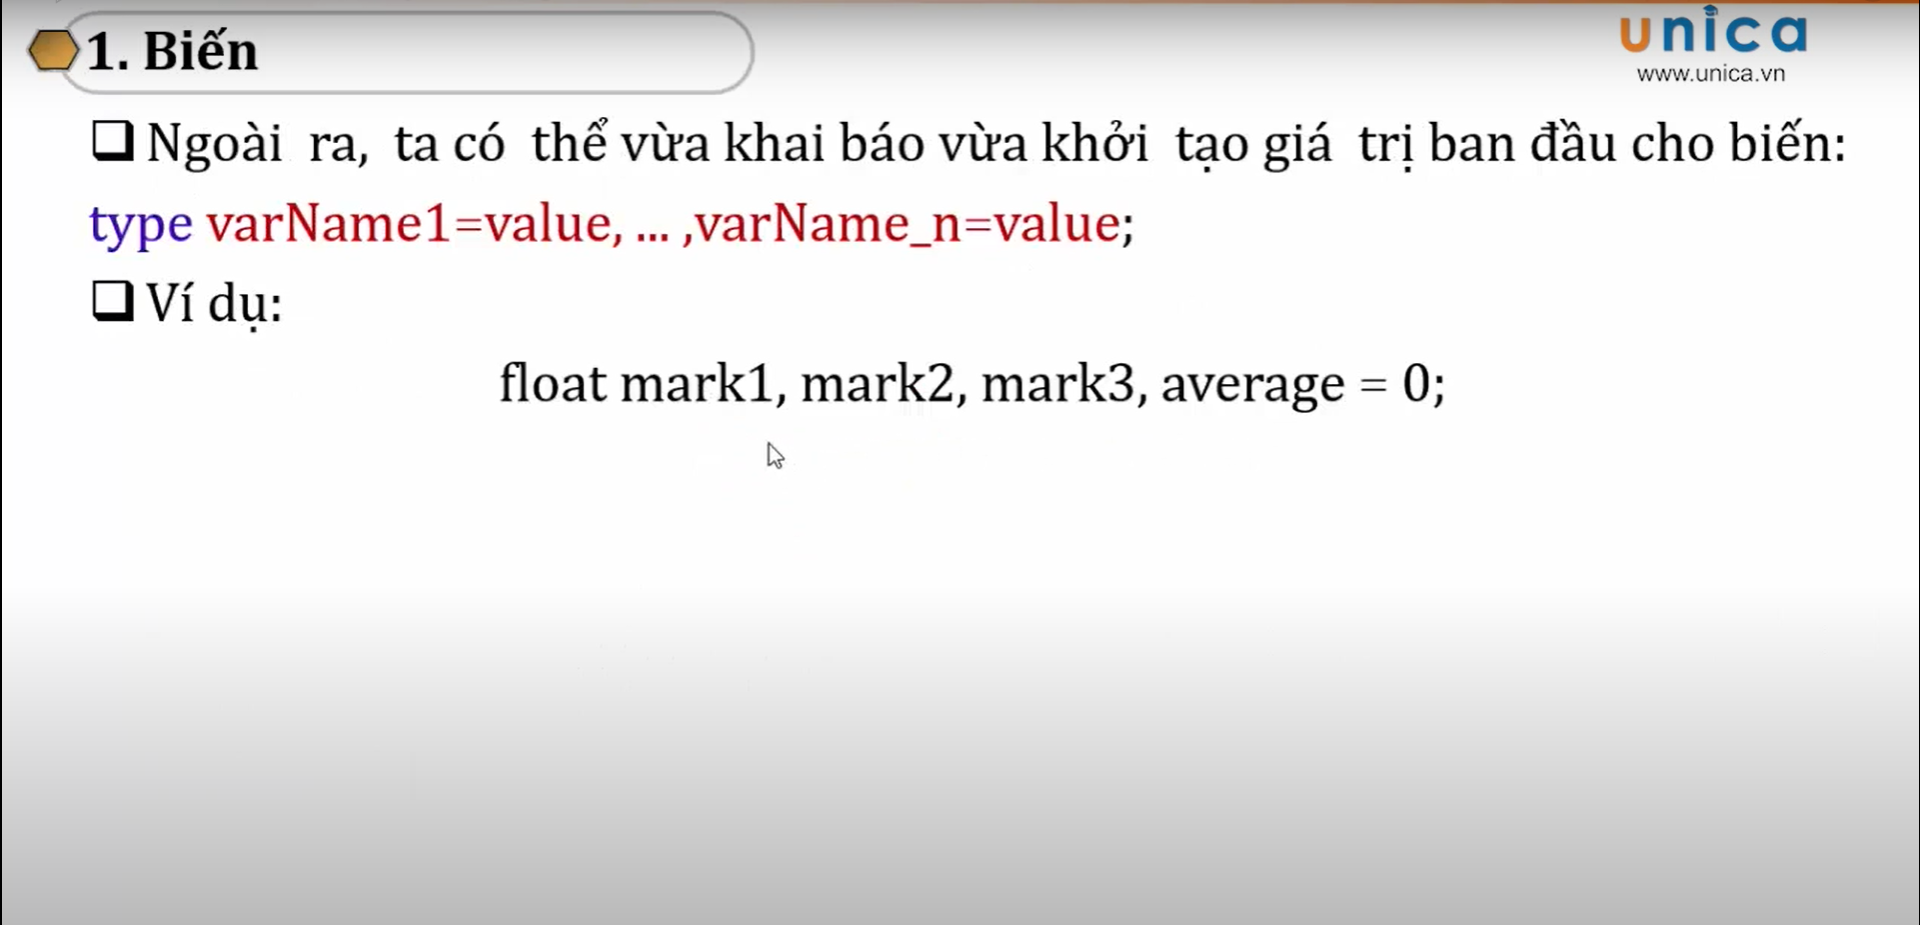 1. Biến
unica
www.unica.vn
Ngoài ra, ta có thể vừa khai báo vừa khởi tạo giá trị ban đầu cho biến:
type varName1=value, ... ,varName_n=value;
Ví dụ:
float mark1, mark2, mark3, average = 0;